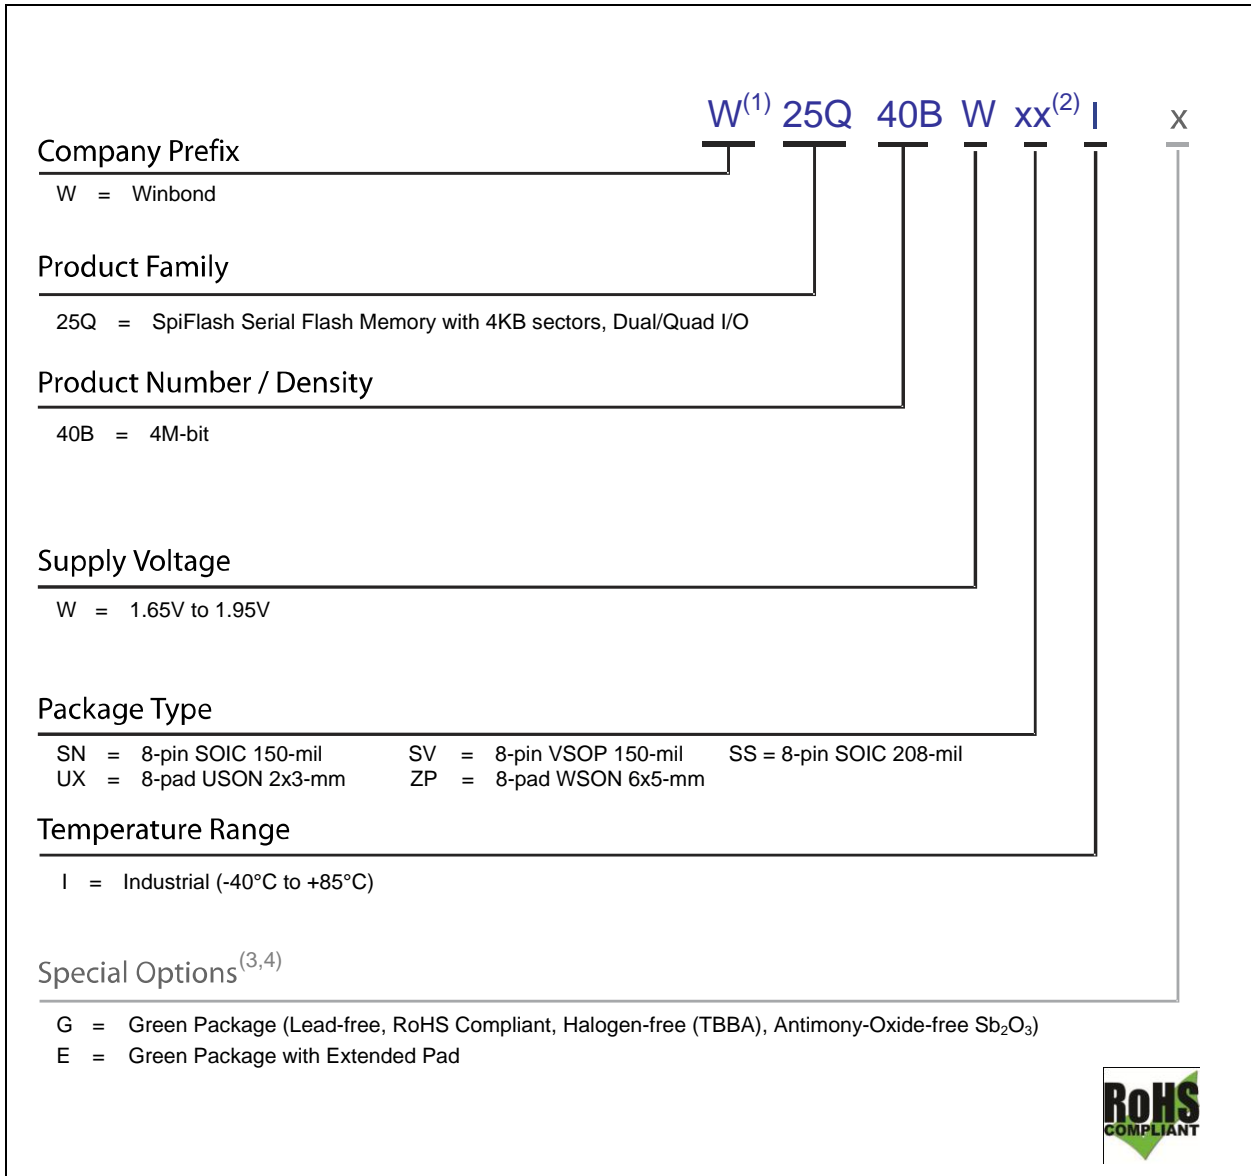 W(1) 25Q 40B W xx(2) I x
Company Prefix
W = Winbond
Product Family
25Q = SpiFlash Serial Flash Memory with 4KB sectors, Dual/Quad I/O
Product Number / Density
40B = 4M-bit
Supply Voltage
W = 1.65V to 1.95V
Package Type
SN = 8-pin SOIC 150-mil SV = 8-pin VSOP 150-mil SS = 8-pin SOIC 208-mil
UX = 8-pad USON 2x3-mm ZP = 8-pad WSON 6x5-mm
Temperature Range
I = Industrial (-40°C to +85°C)
Special Options(3,4)
G = Green Package (Lead-free, RoHS Compliant, Halogen-free (TBBA), Antimony-Oxide-free Sb2O3)
E = Green Package with Extended Pad
RoHS
COMPLIANT